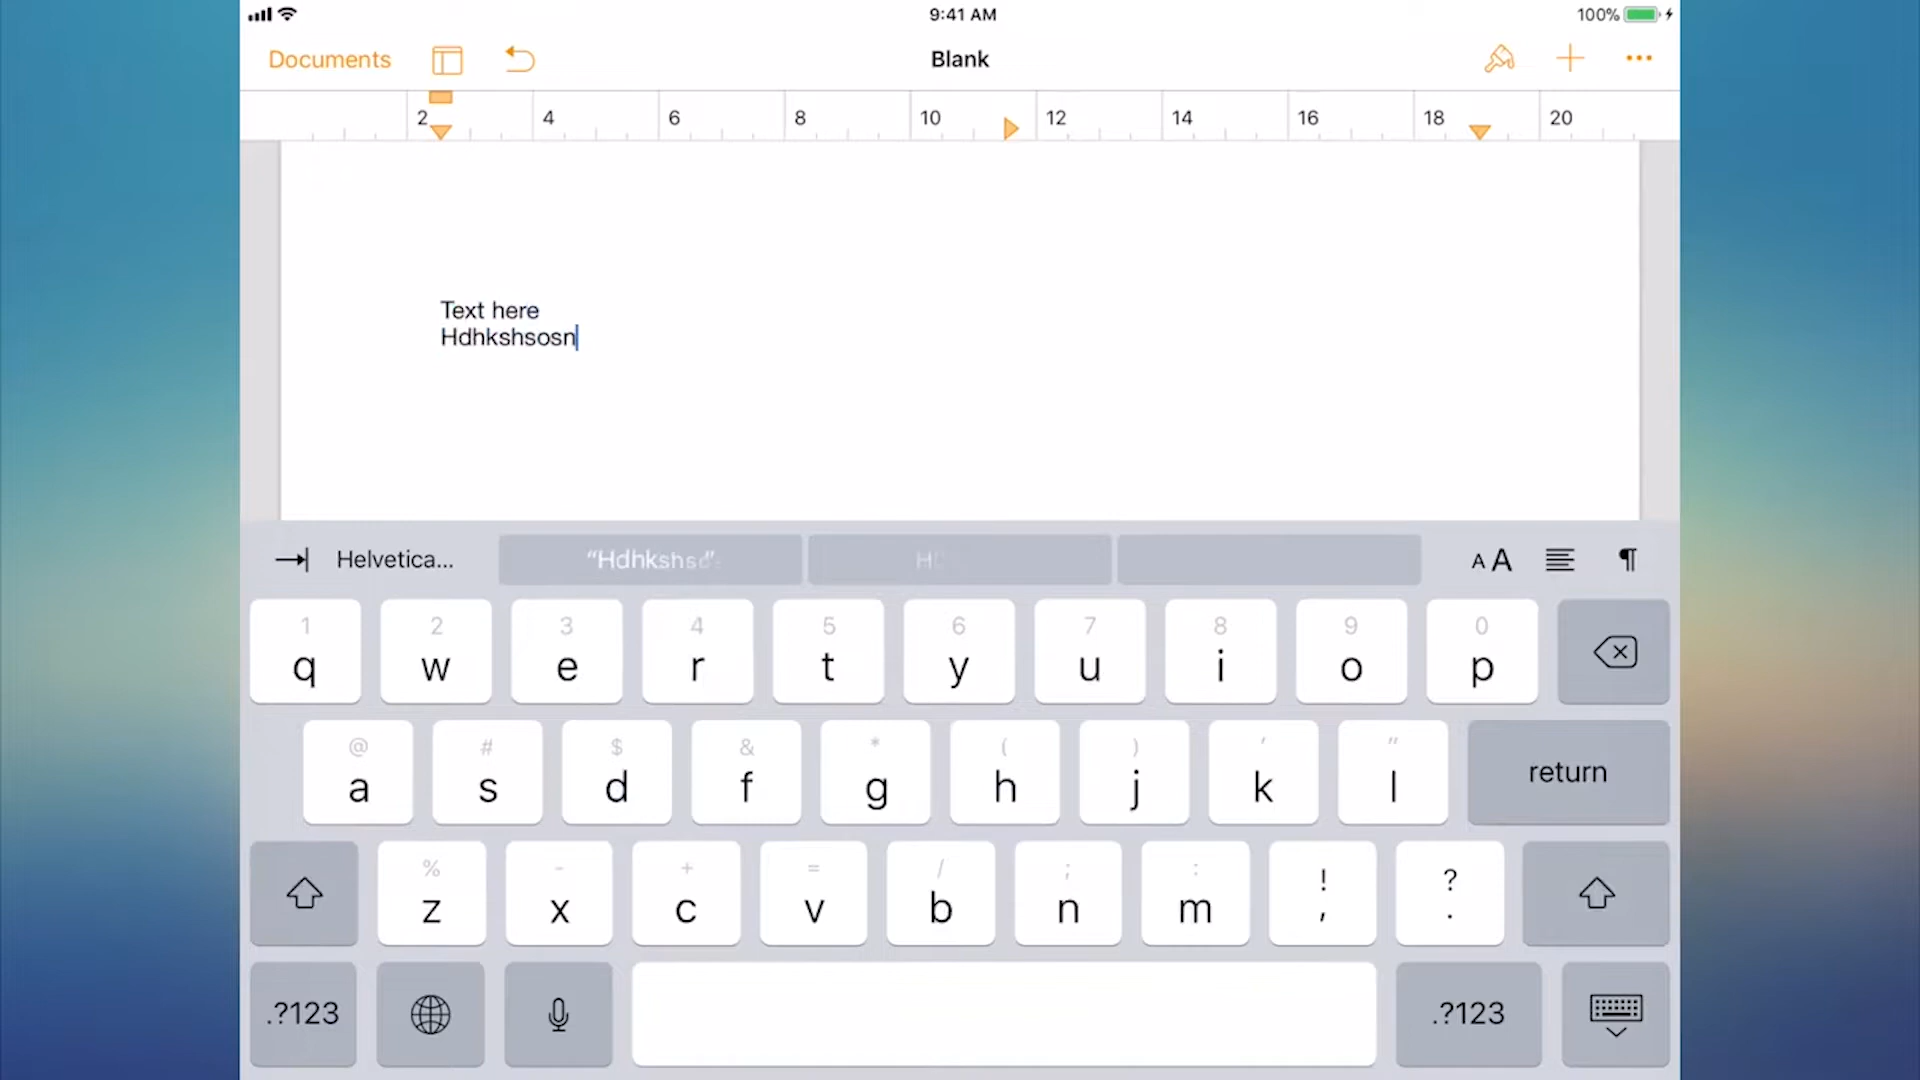 9:41 AM
100%
Documents
Blank
2 4 6 8 10 12 14 16 18 20
Text here
Hdhkshsosn
Helvetica...
AA ¶
1 2 3 4 5 6 7 8 9 0
q w e r t y u i o p
@ # $ & * ( ) ' "
a s d f g h j k l
return
% - + = / ; : ! ?
z x c v b n m , .
.?123
.?123